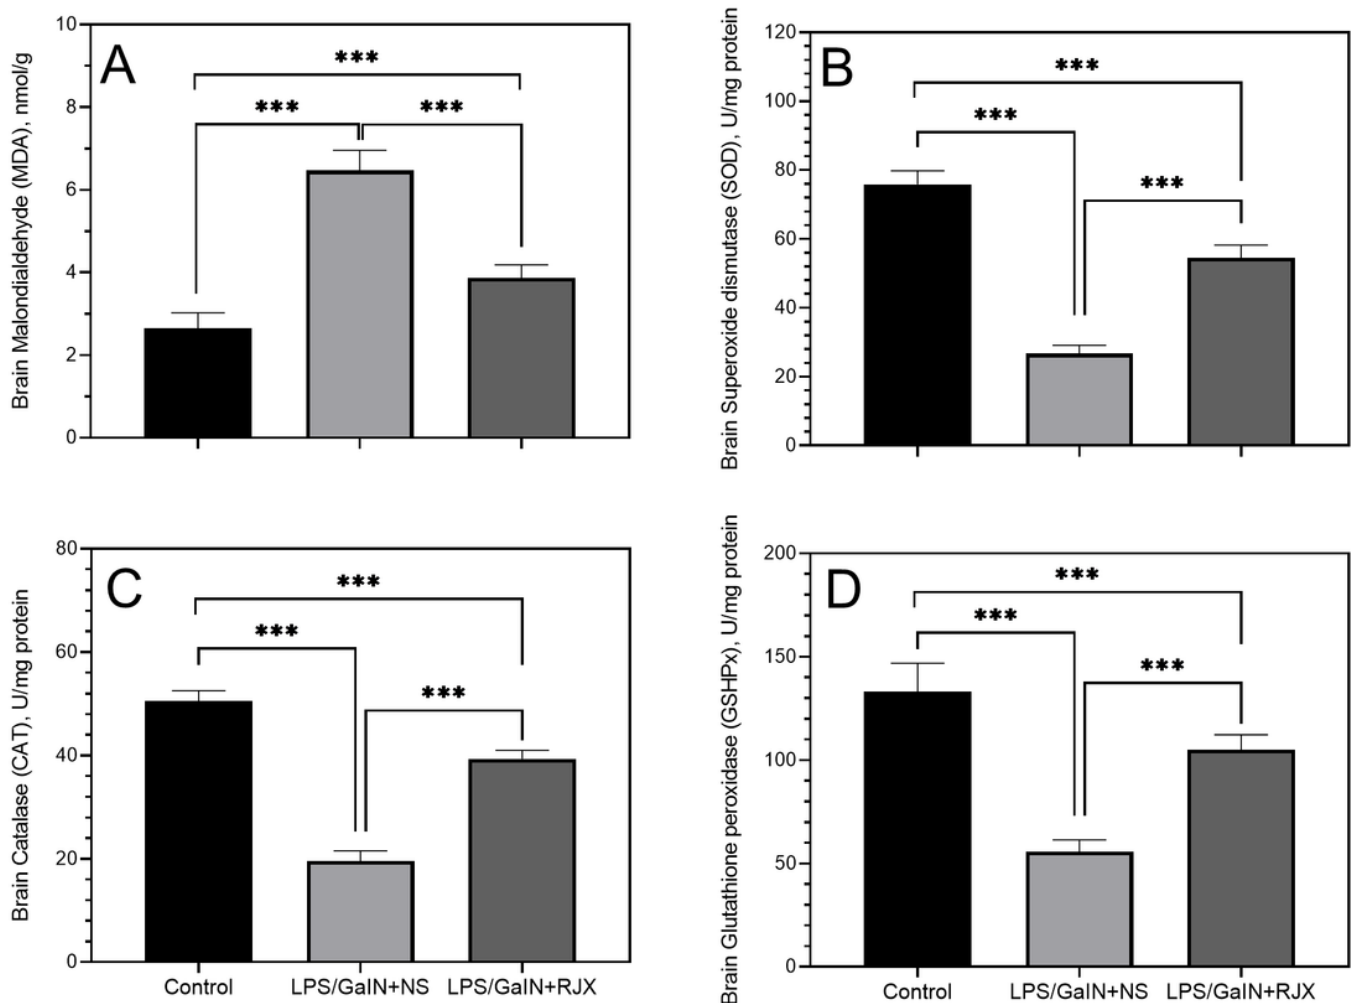 Brain Malondialdehyde (MDA), nmol/g
10
8
6
4
2
0
A
***
***
***
Brain Superoxide dismutase (SOD), U/mg protein
120
100
80
60
40
20
0
B
***
***
***
Brain Catalase (CAT), U/mg protein
80
60
40
20
0
C
***
***
***
Control
LPS/GalN+NS
LPS/GalN+RJX
Brain Glutathione peroxidase (GSHPx), U/mg protein
200
150
100
50
0
D
***
***
***
Control
LPS/GalN+NS
LPS/GalN+RJX